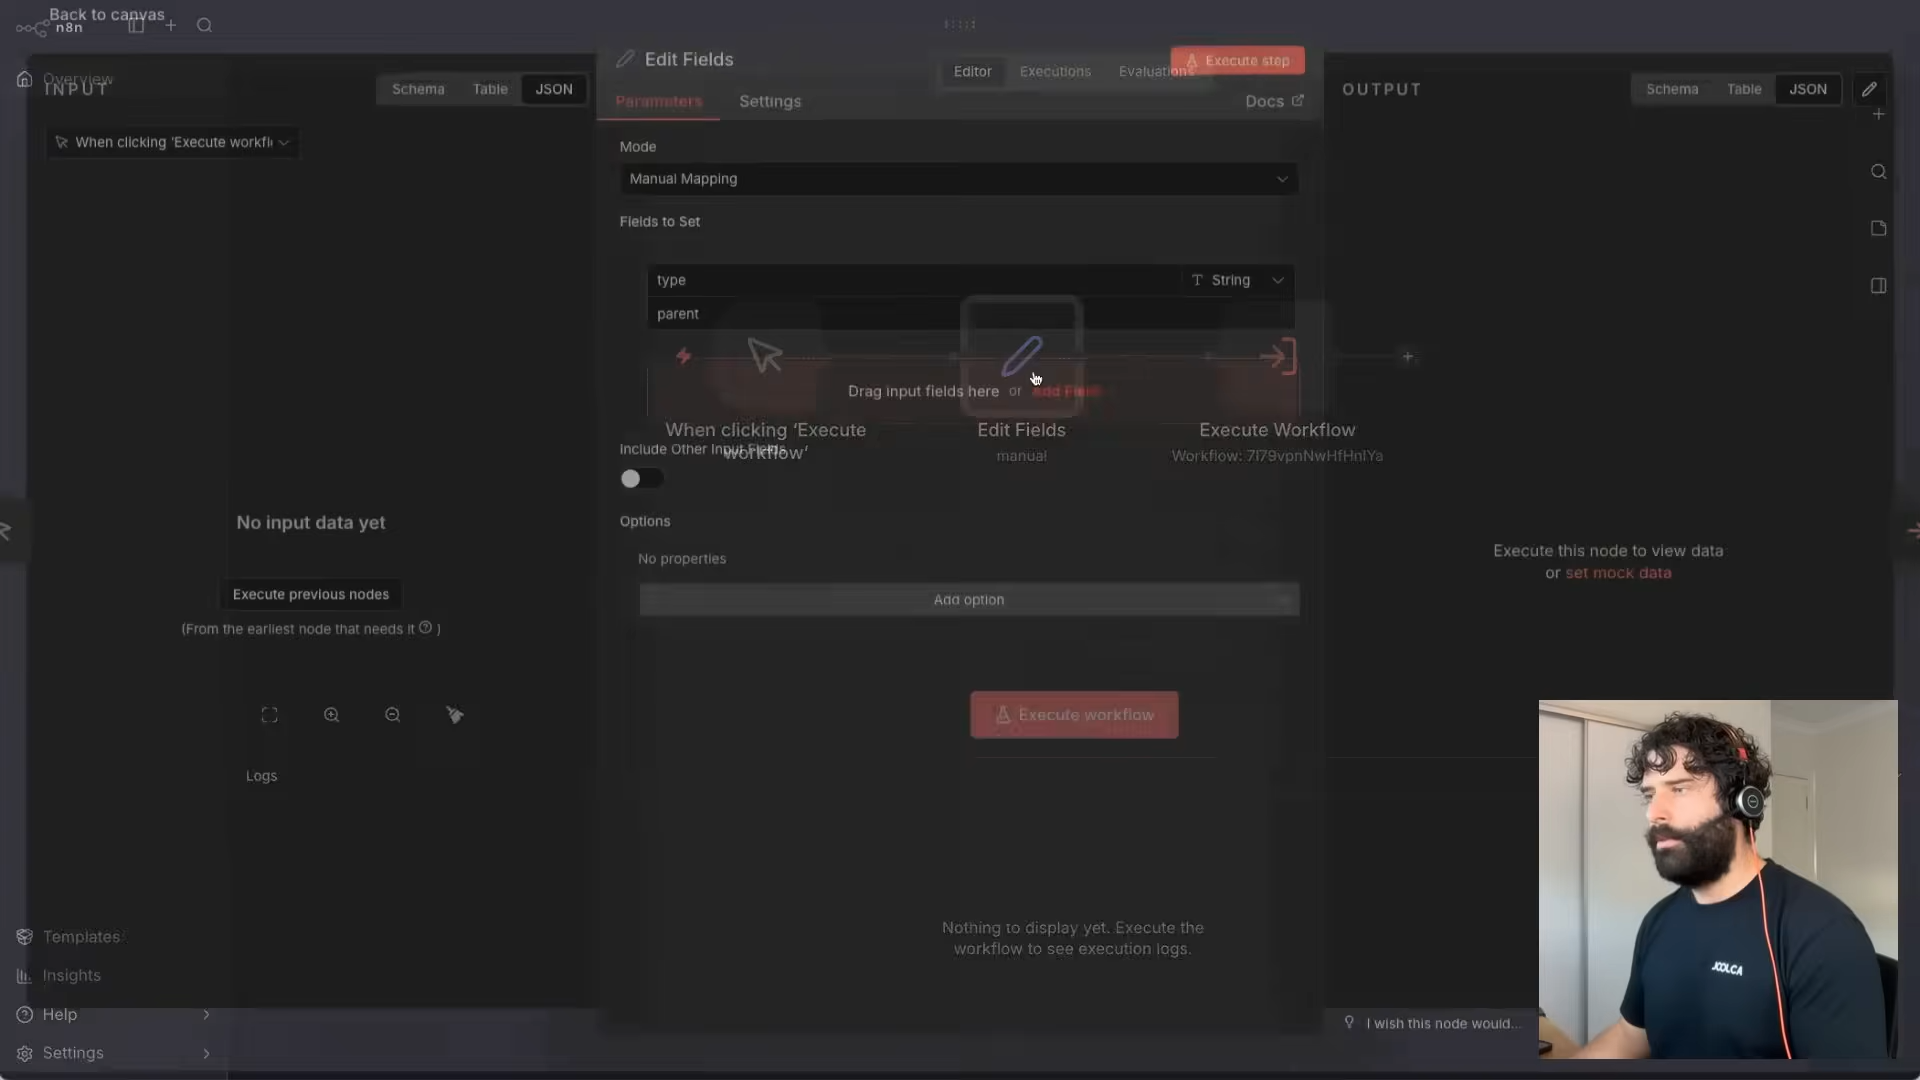 Back to canvas
n8n
Overview
INPUT
Schema
Table
JSON
When clicking 'Execute workfl
Edit Fields
Editor
Executions
Evaluations
Execute step
Parameters
Settings
Docs
Mode
Manual Mapping
Fields to Set
type
String
parent
Drag input fields here or Add Field
When clicking 'Execute workflow'
Edit Fields
manual
Execute Workflow
Include Other Input Fields
Options
No properties
Add option
Execute workflow
No input data yet
Execute previous nodes
(From the earliest node that needs it ? )
Logs
OUTPUT
Schema
Table
JSON
Execute this node to view data
or set mock data
Nothing to display yet. Execute the
workflow to see execution logs.
Templates
Insights
Help
Settings
I wish this node would...
JOOLCA